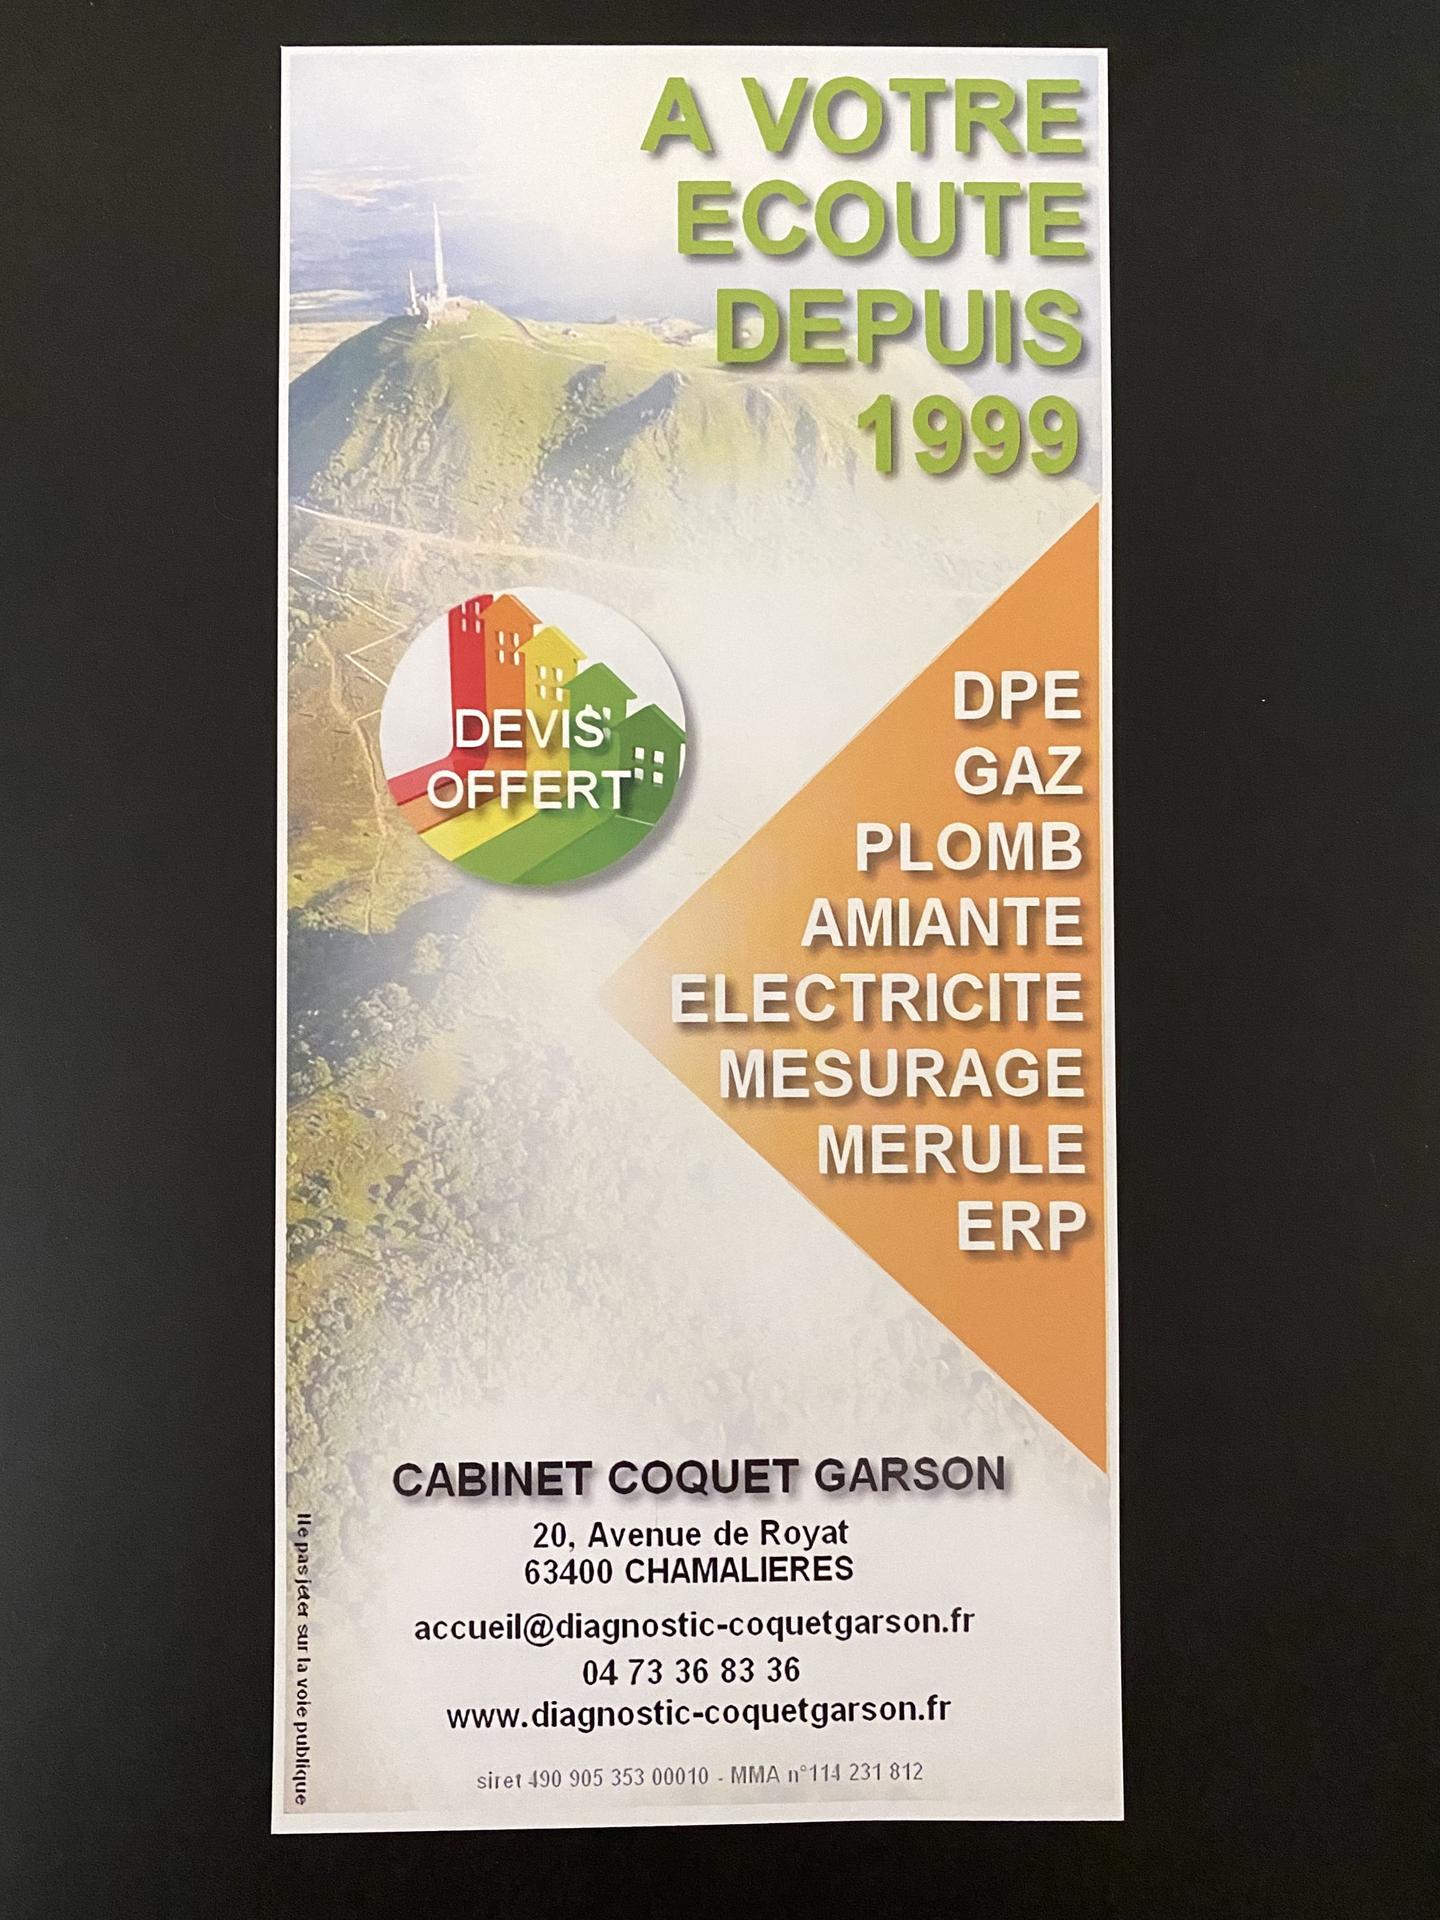 A VOTRE
ECOUTE
DEPUIS
1999
DEVIS
OFFERT
DPE
GAZ
PLOMB
AMIANTE
ELECTRICITE
MESURAGE
MERULE
ERP
CABINET COQUET GARSON
20, Avenue de Royat
63400 CHAMALIERES
accueil@diagnostic-coquetgarson.fr
04 73 36 83 36
www.diagnostic-coquetgarson.fr
siret 490 905 353 00010 - MMA n°114 231 812
Ne pas jeter sur la voie publique